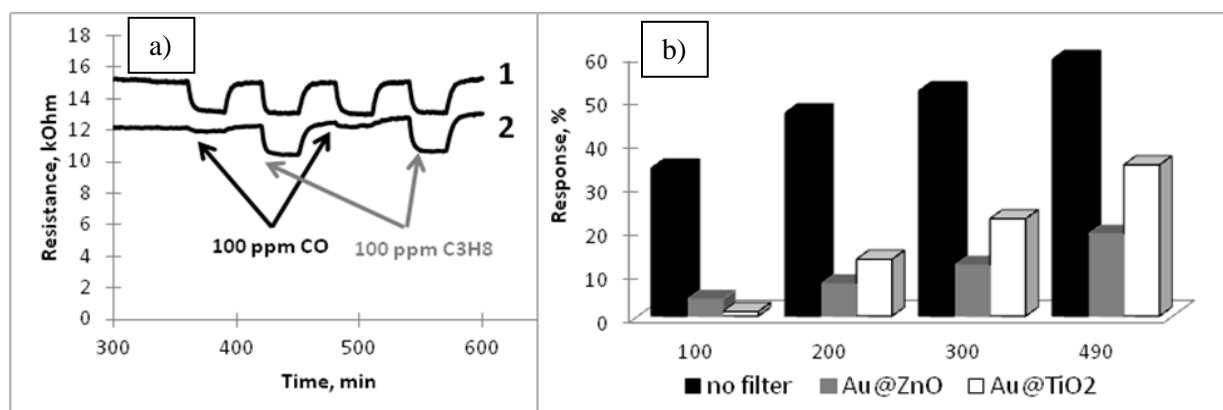 a)
18
16
14
12
10
8
6
4
2
0
Resistance, kOhm
1
2
100 ppm CO
100 ppm C3H8
300 400 500 600
Time, min
b)
60
50
40
30
20
10
0
Response, %
100 200 300 490
no filter Au@ZnO Au@TiO2